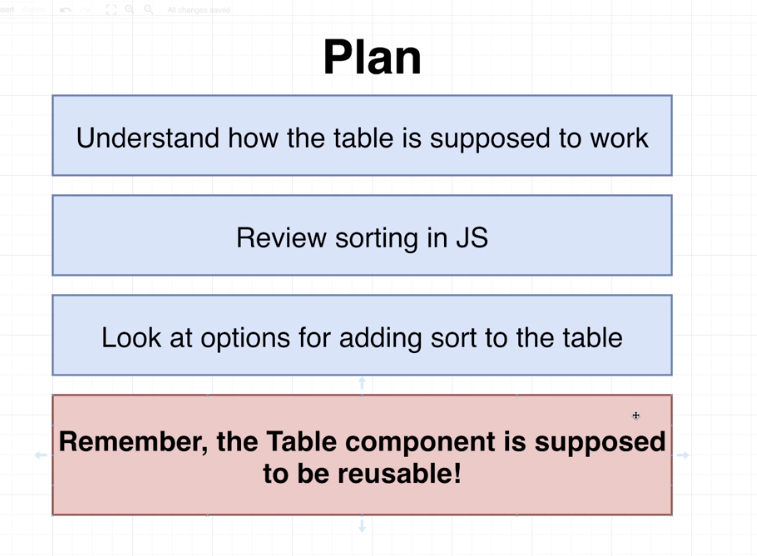 All changes saved
Plan
Understand how the table is supposed to work
Review sorting in JS
Look at options for adding sort to the table
Remember, the Table component is supposed
to be reusable!